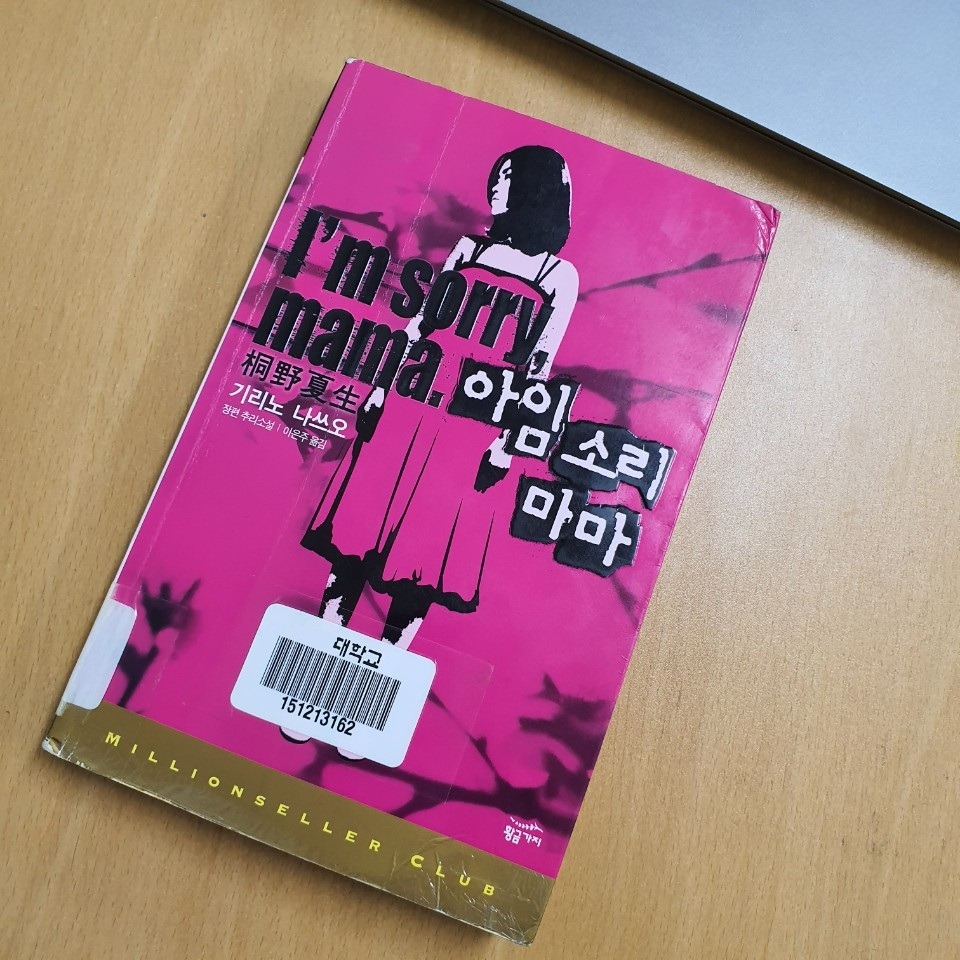 I'm sorry,
mama.
桐野夏生
기리노 나쓰오
장편 추리소설 | 이은주 옮김
아임
소리
마마
대학교
151213162
MILLIONSELLER CLUB
황금가지